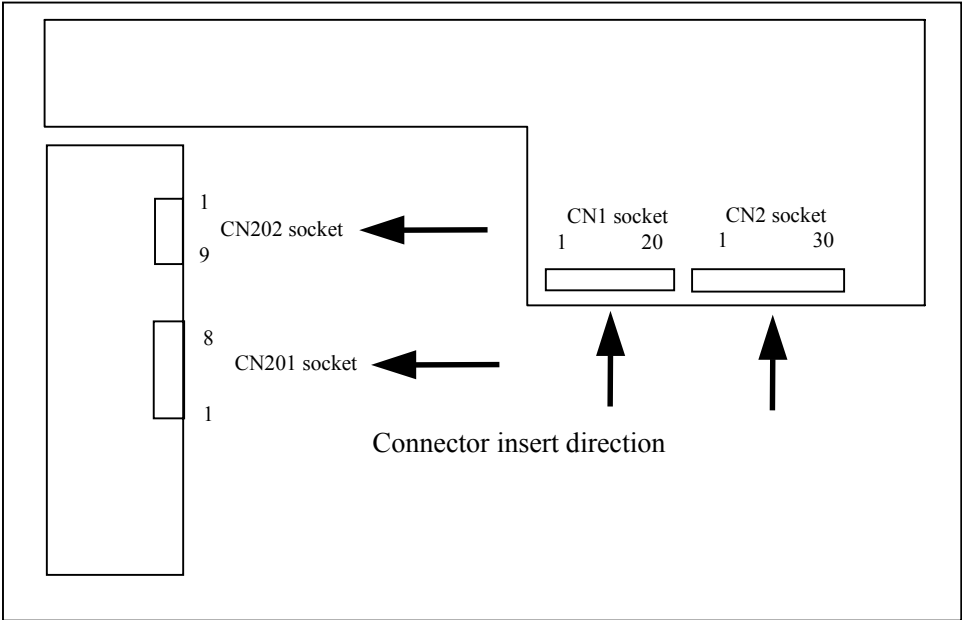 1
CN202 socket
9
CN1 socket
1 20
CN2 socket
1 30
8
CN201 socket
1
Connector insert direction